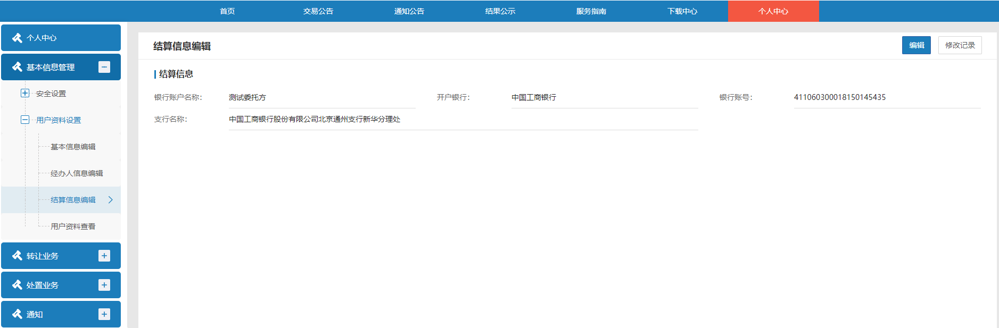 首页 交易公告 通知公告 结果公示 服务指南 下载中心 个人中心
个人中心
基本信息管理
安全设置
用户资料设置
基本信息编辑
经办人信息编辑
结算信息编辑
用户资料查看
转让业务
处置业务
通知
结算信息编辑 编辑 修改记录
结算信息
银行账户名称: 测试委托方 开户银行: 中国工商银行 银行账号: 411060300018150145435
支行名称: 中国工商银行股份有限公司北京通州支行新华分理处